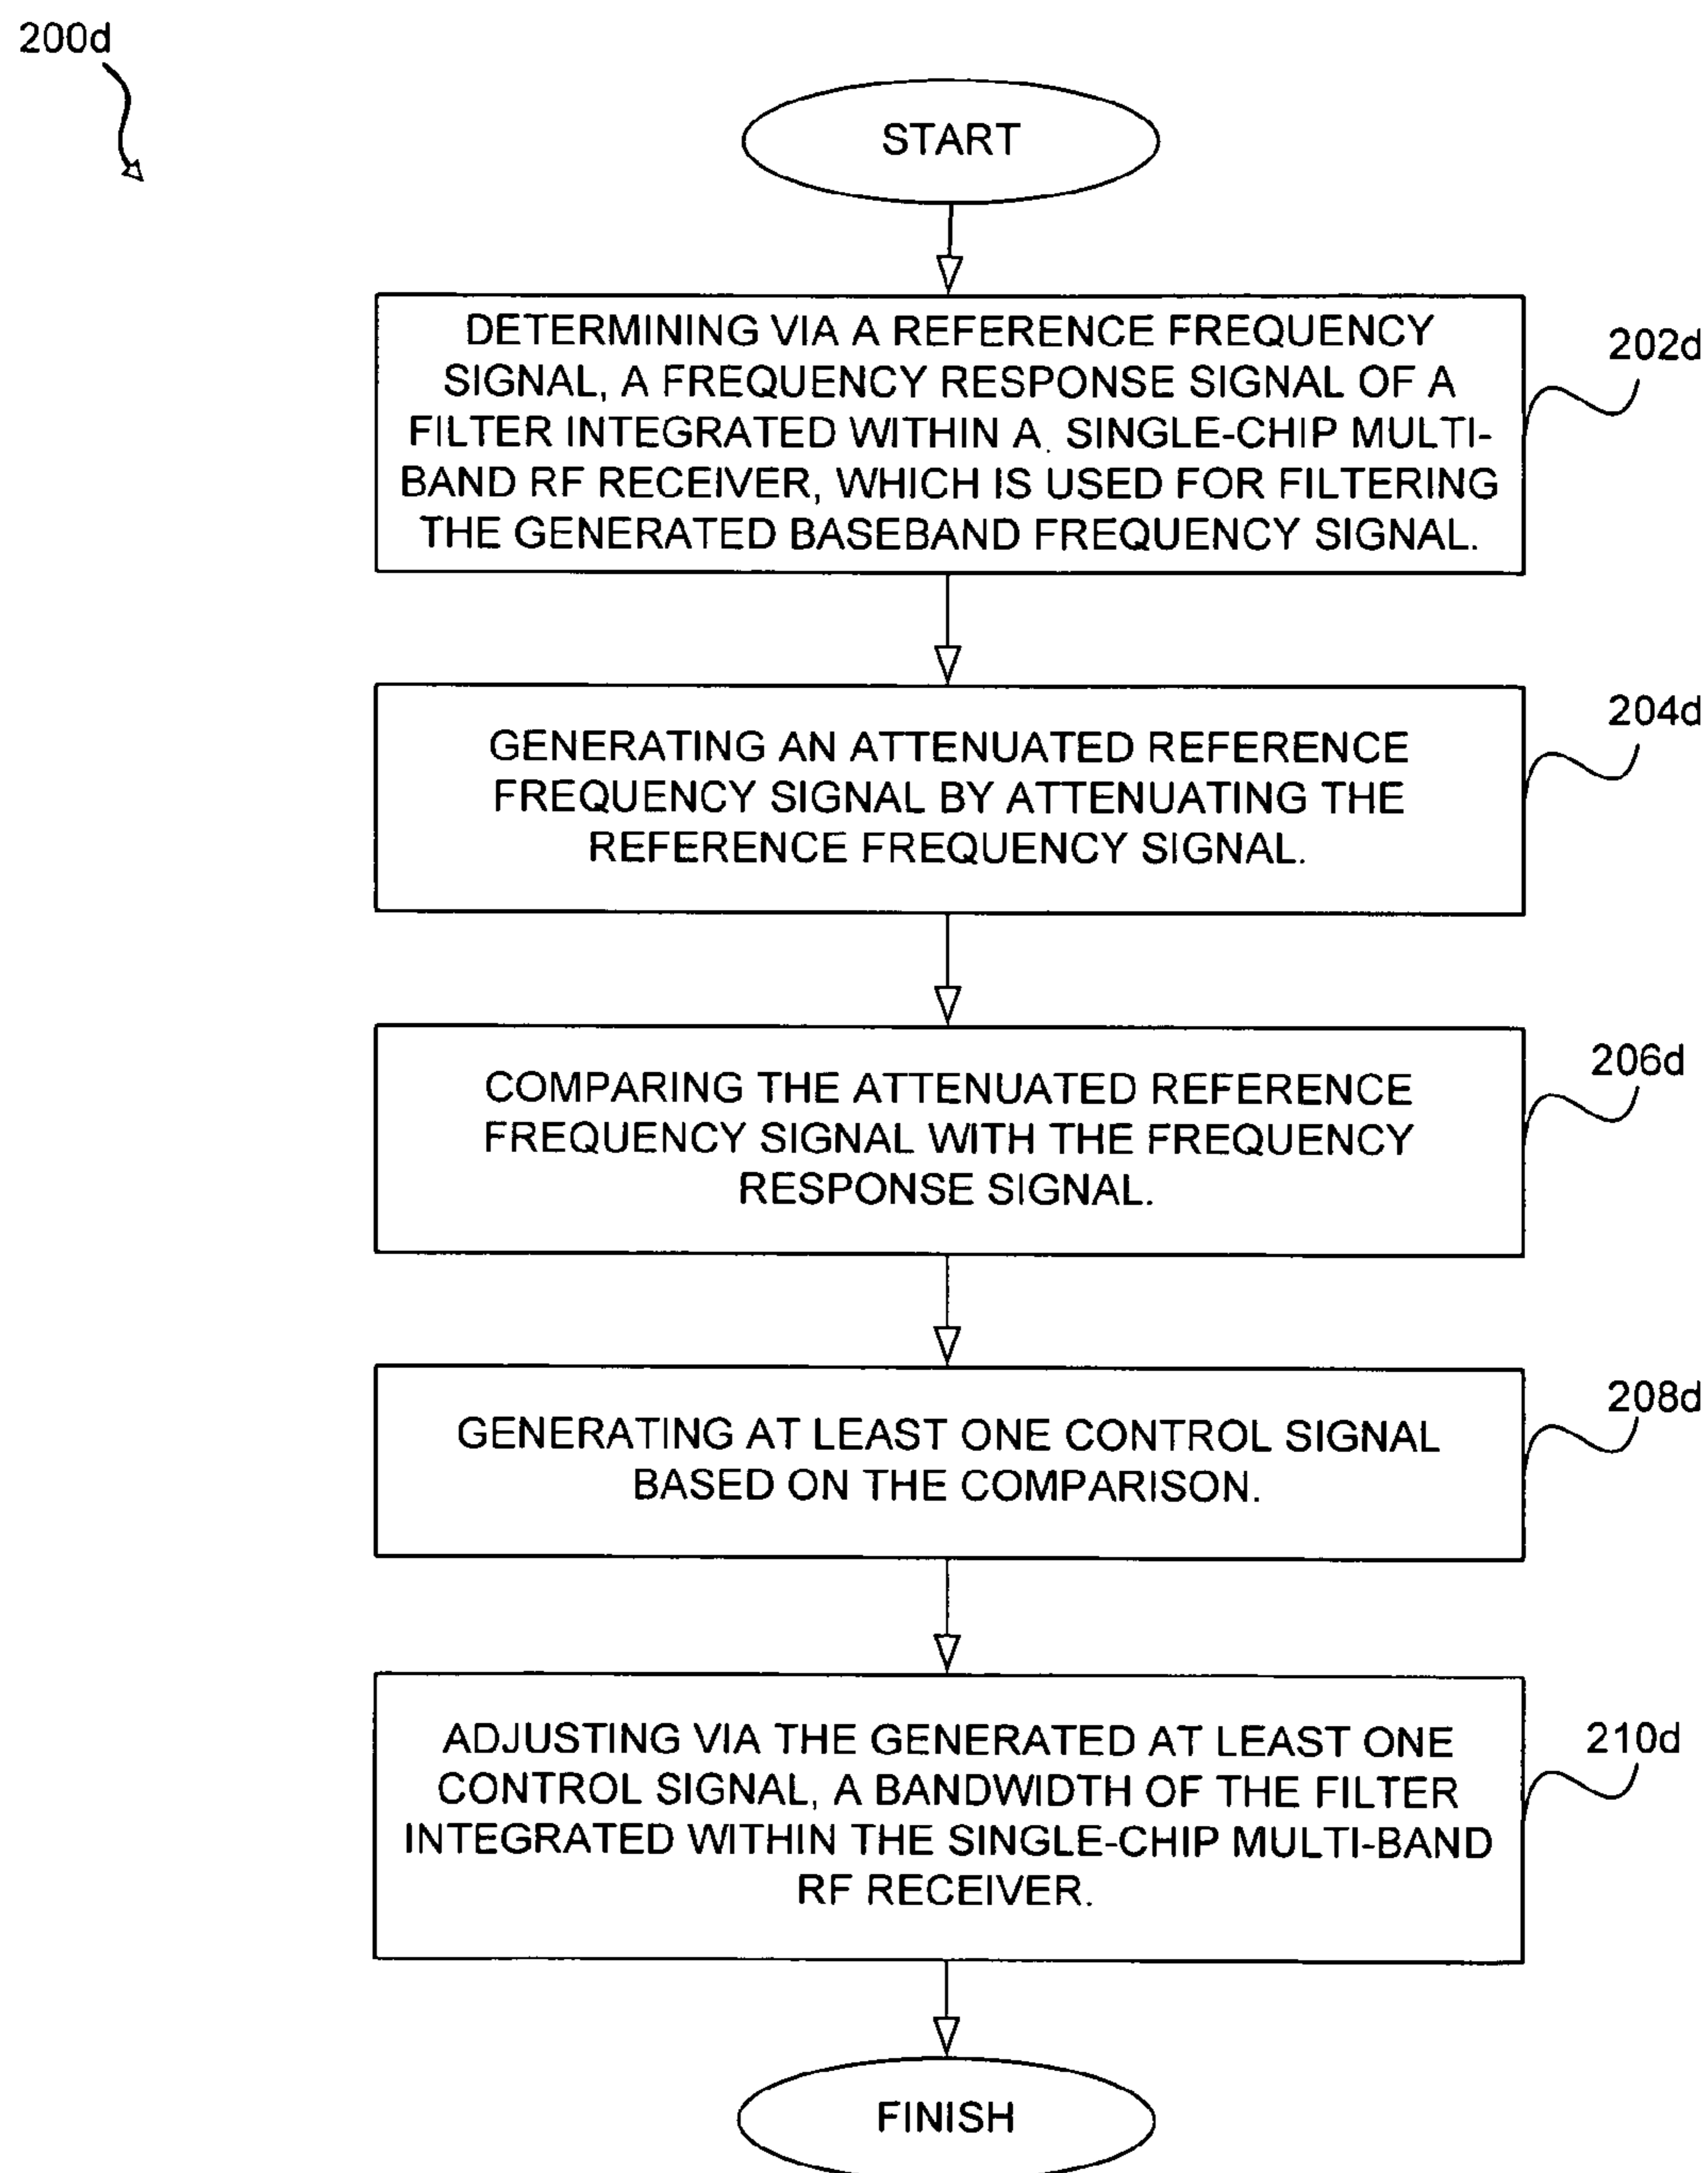 200d
START
DETERMINING VIA A REFERENCE FREQUENCY
SIGNAL, A FREQUENCY RESPONSE SIGNAL OF A
FILTER INTEGRATED WITHIN A. SINGLE-CHIP MULTI-
BAND RF RECEIVER, WHICH IS USED FOR FILTERING
THE GENERATED BASEBAND FREQUENCY SIGNAL.
202d
GENERATING AN ATTENUATED REFERENCE
FREQUENCY SIGNAL BY ATTENUATING THE
REFERENCE FREQUENCY SIGNAL.
204d
COMPARING THE ATTENUATED REFERENCE
FREQUENCY SIGNAL WITH THE FREQUENCY
RESPONSE SIGNAL.
206d
GENERATING AT LEAST ONE CONTROL SIGNAL
BASED ON THE COMPARISON.
208d
ADJUSTING VIA THE GENERATED AT LEAST ONE
CONTROL SIGNAL, A BANDWIDTH OF THE FILTER
INTEGRATED WITHIN THE SINGLE-CHIP MULTI-BAND
RF RECEIVER.
210d
FINISH